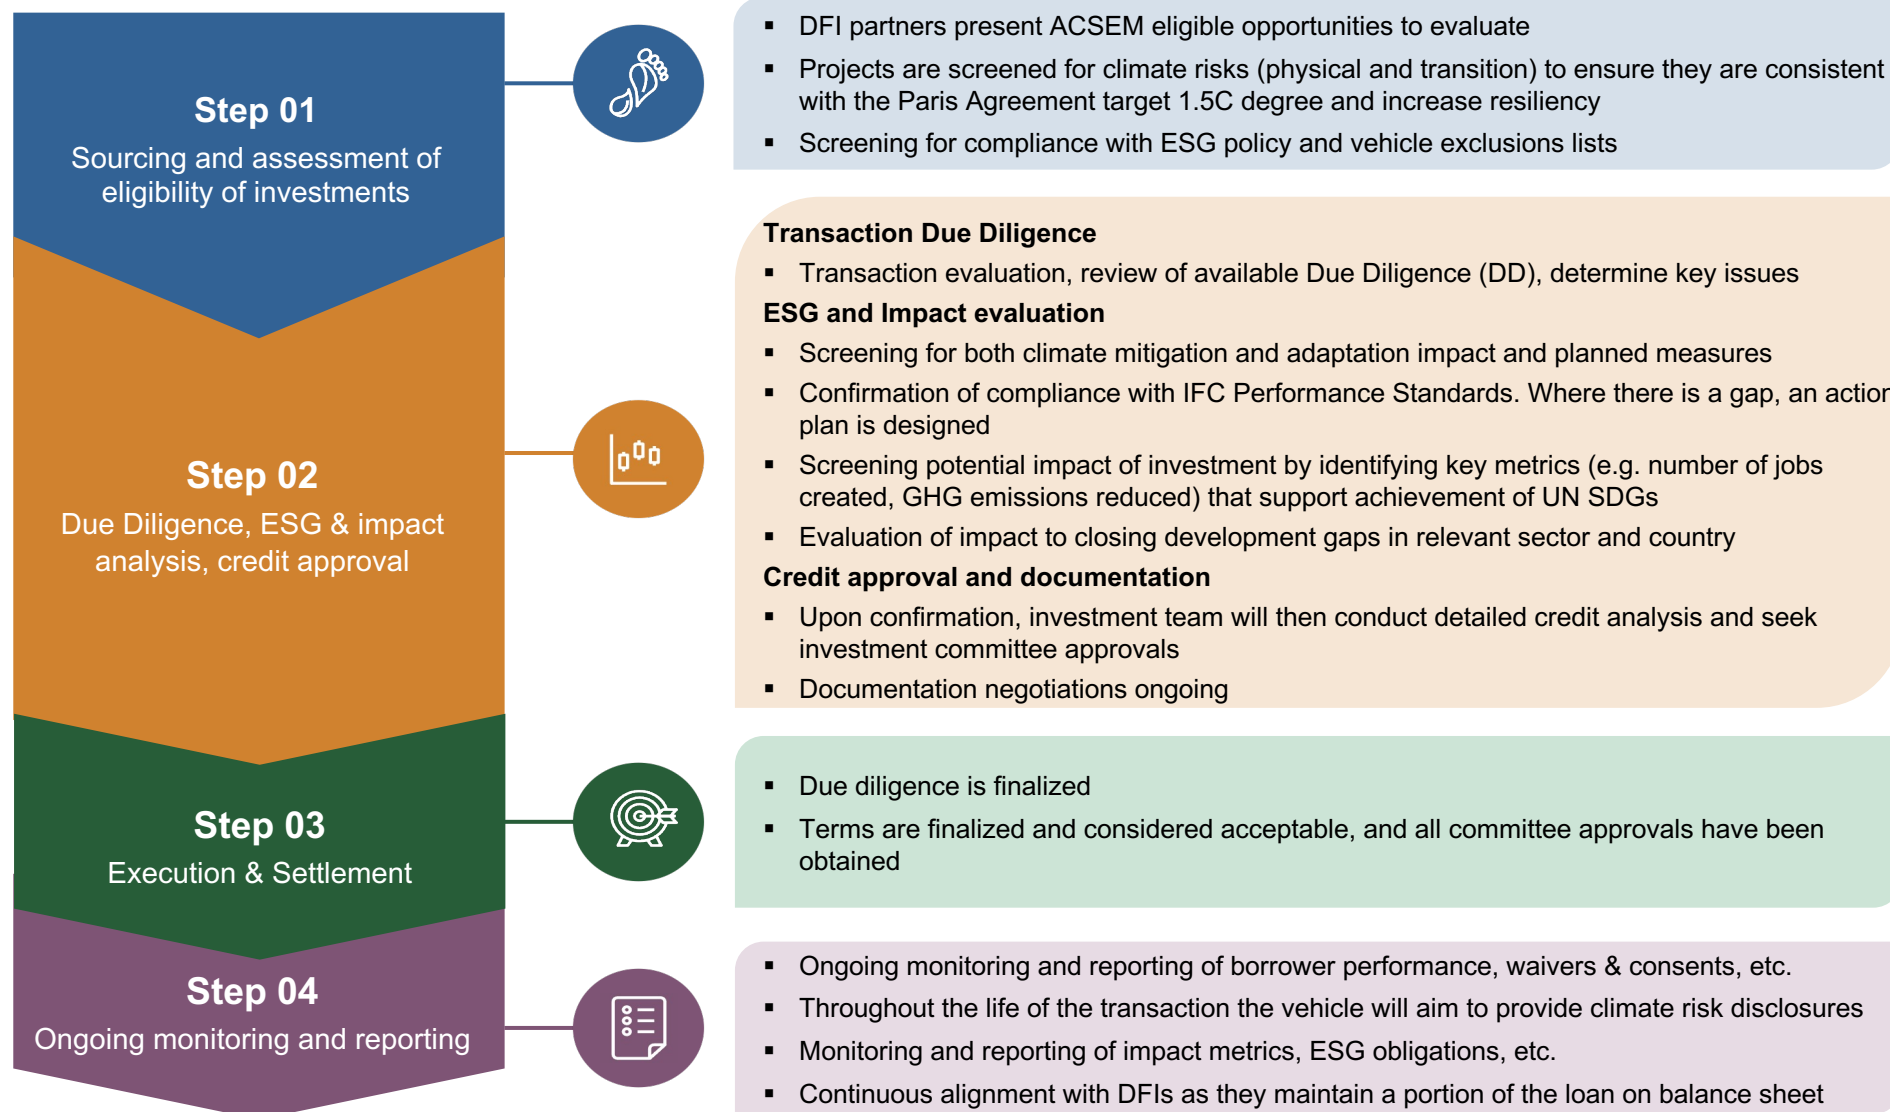 Step 01
Sourcing and assessment of
eligibility of investments
▪ DFI partners present ACSEM eligible opportunities to evaluate
▪ Projects are screened for climate risks (physical and transition) to ensure they are consistent
with the Paris Agreement target 1.5C degree and increase resiliency
▪ Screening for compliance with ESG policy and vehicle exclusions lists
Step 02
Due Diligence, ESG & impact
analysis, credit approval
Transaction Due Diligence
▪ Transaction evaluation, review of available Due Diligence (DD), determine key issues
ESG and Impact evaluation
▪ Screening for both climate mitigation and adaptation impact and planned measures
▪ Confirmation of compliance with IFC Performance Standards. Where there is a gap, an action
plan is designed
▪ Screening potential impact of investment by identifying key metrics (e.g. number of jobs
created, GHG emissions reduced) that support achievement of UN SDGs
▪ Evaluation of impact to closing development gaps in relevant sector and country
Credit approval and documentation
▪ Upon confirmation, investment team will then conduct detailed credit analysis and seek
investment committee approvals
▪ Documentation negotiations ongoing
Step 03
Execution & Settlement
▪ Due diligence is finalized
▪ Terms are finalized and considered acceptable, and all committee approvals have been
obtained
Step 04
Ongoing monitoring and reporting
▪ Ongoing monitoring and reporting of borrower performance, waivers & consents, etc.
▪ Throughout the life of the transaction the vehicle will aim to provide climate risk disclosures
▪ Monitoring and reporting of impact metrics, ESG obligations, etc.
▪ Continuous alignment with DFIs as they maintain a portion of the loan on balance sheet